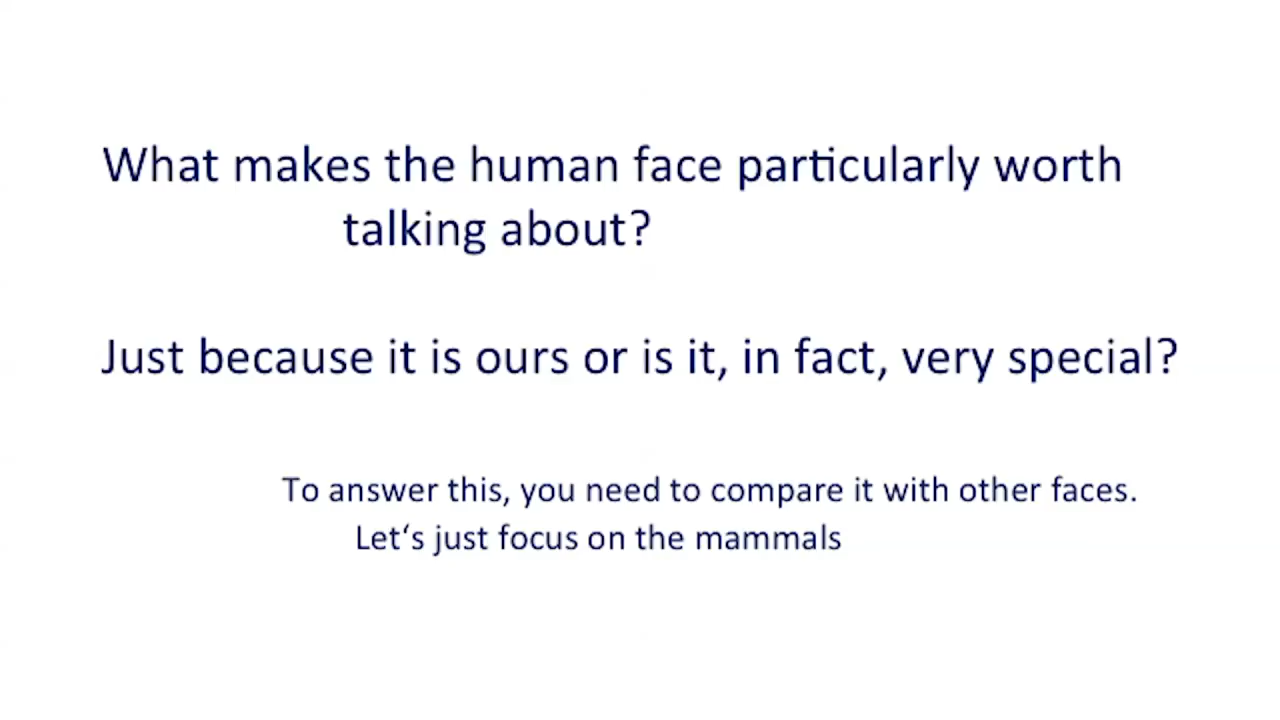 What makes the human face particularly worth
talking about?
Just because it is ours or is it, in fact, very special?
To answer this, you need to compare it with other faces.
Let‘s just focus on the mammals